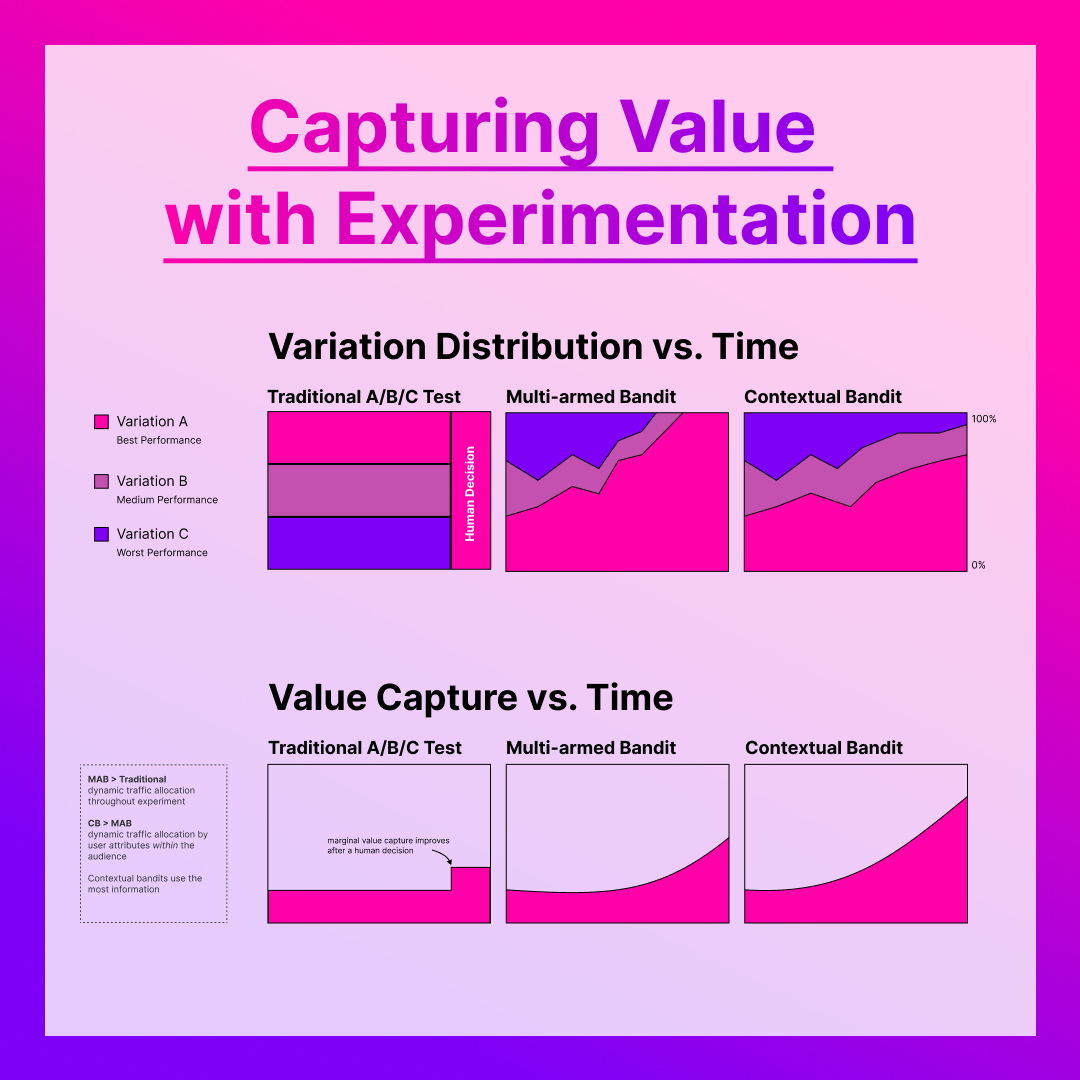 Capturing Value
with Experimentation
Variation Distribution vs. Time
Traditional A/B/C Test
Multi-armed Bandit
Contextual Bandit
Variation A
Best Performance
Variation B
Medium Performance
Variation C
Worst Performance
Human Decision
100%
0%
Value Capture vs. Time
Traditional A/B/C Test
Multi-armed Bandit
Contextual Bandit
MAB > Traditional
dynamic traffic allocation
throughout experiment
CB > MAB
dynamic traffic allocation by
user attributes within the
audience
Contextual bandits use the
most information
marginal value capture improves
after a human decision